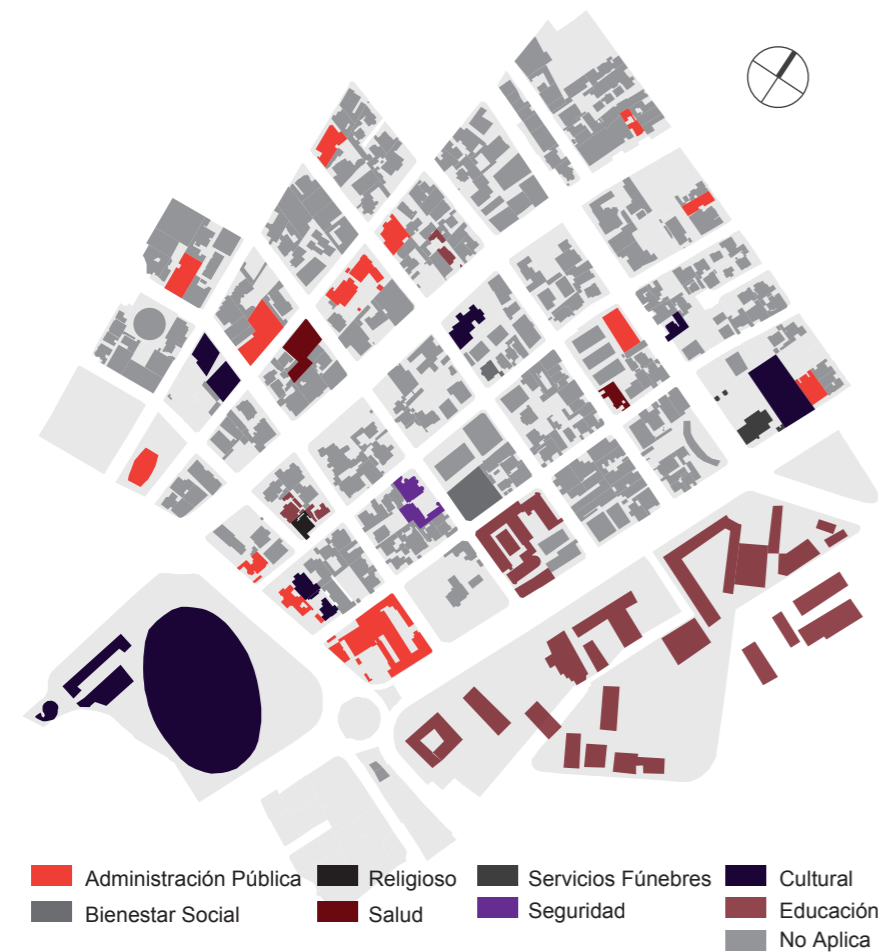 Administración Pública
Religioso
Servicios Fúnebres
Cultural
Bienestar Social
Salud
Seguridad
Educación
No Aplica